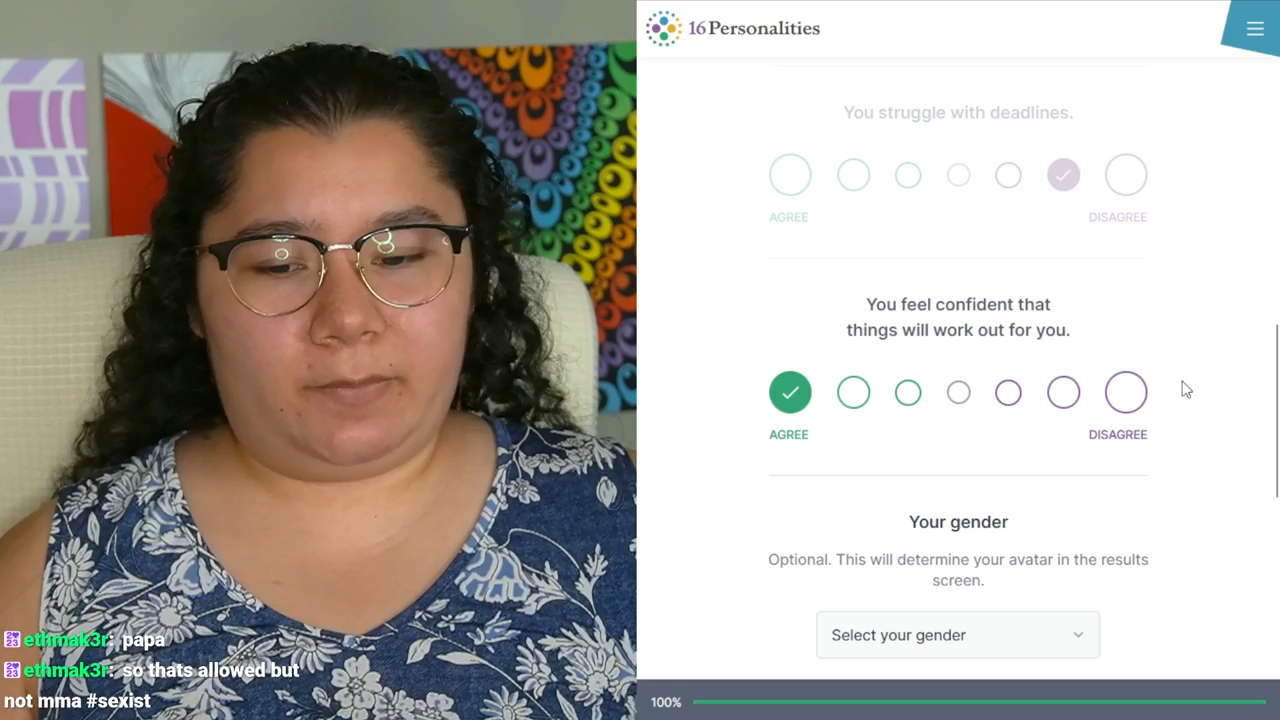 16Personalities
You struggle with deadlines.
AGREE
DISAGREE
You feel confident that
things will work out for you.
AGREE
DISAGREE
Your gender
Optional. This will determine your avatar in the results
screen.
Select your gender
100%
ethmak3r: papa
ethmak3r: so thats allowed but
not mma #sexist